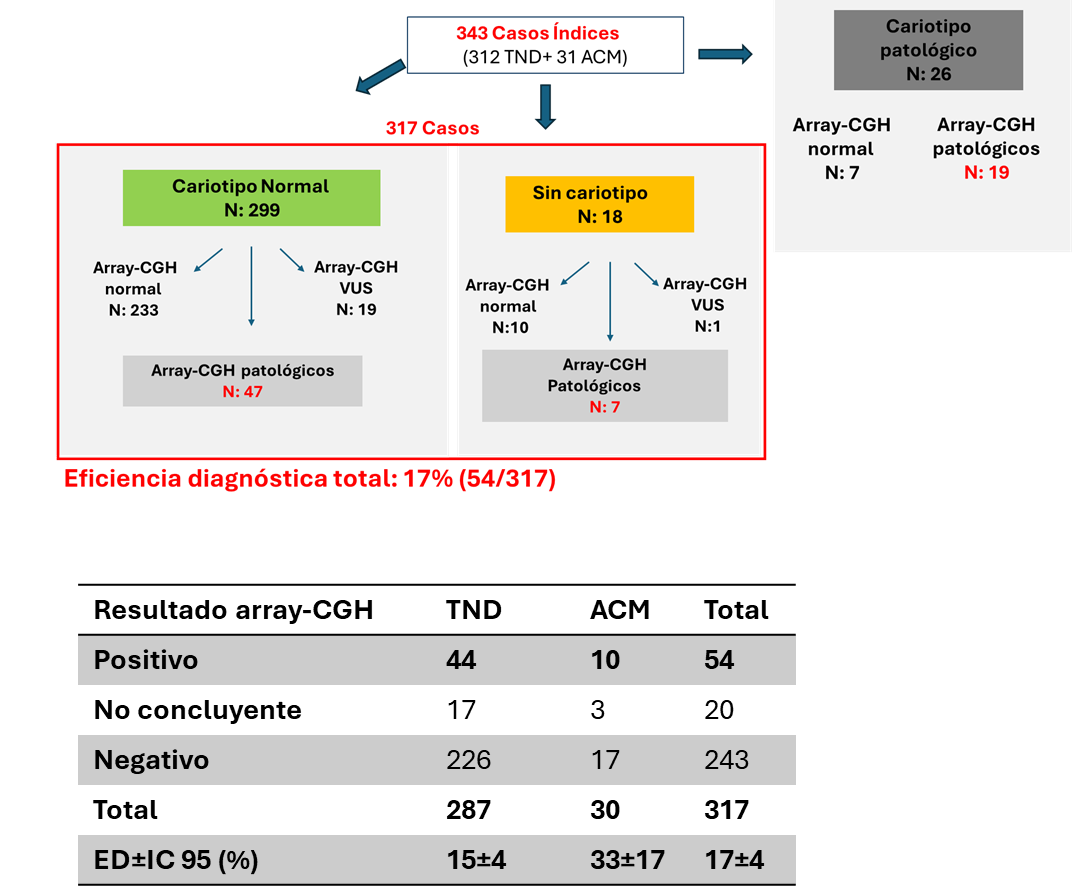 343 Casos Índices
(312 TND+ 31 ACM)
Cariotipo
patológico
N: 26
Array-CGH
normal
N: 7
Array-CGH
patológicos
N: 19
317 Casos
Cariotipo Normal
N: 299
Array-CGH
normal
N: 233
Array-CGH
VUS
N: 19
Array-CGH patológicos
N: 47
Sin cariotipo
N: 18
Array-CGH
normal
N:10
Array-CGH
VUS
N:1
Array-CGH
Patológicos
N: 7
Eficiencia diagnóstica total: 17% (54/317)
Resultado array-CGH TND ACM Total
Positivo 44 10 54
No concluyente 17 3 20
Negativo 226 17 243
Total 287 30 317
ED±IC 95 (%) 15±4 33±17 17±4